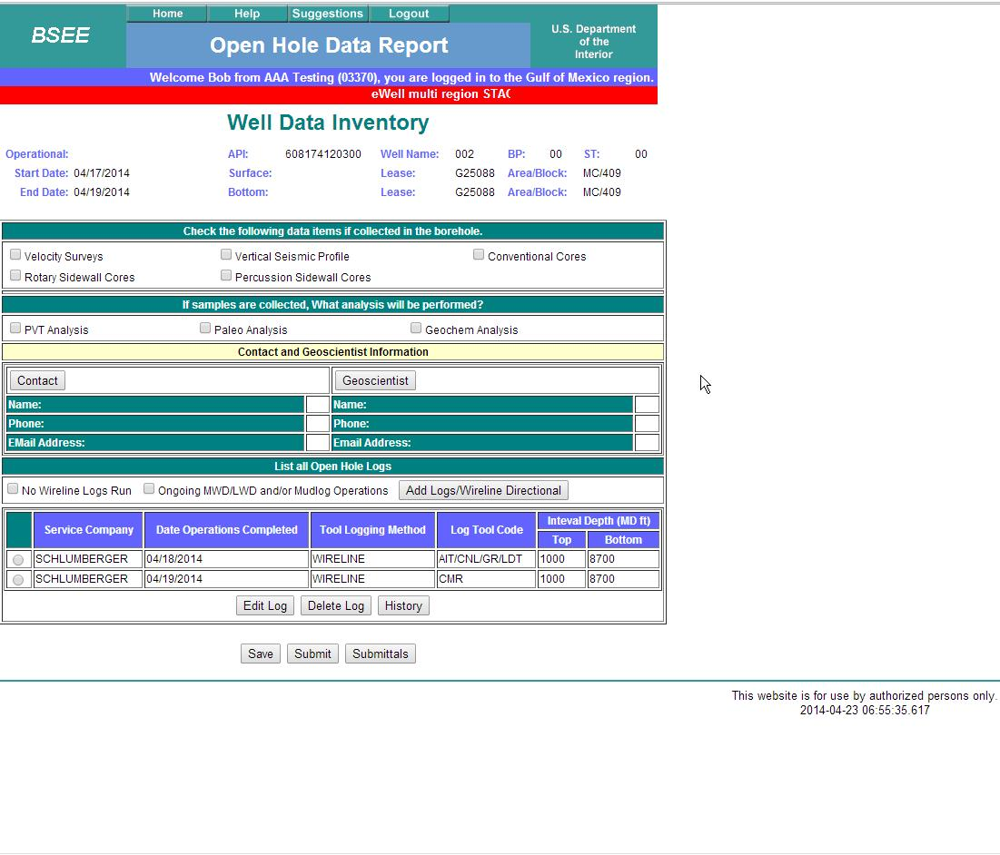 Home Help Suggestions Logout
BSEE
Open Hole Data Report
U.S. Department
of the
Interior
Welcome Bob from AAA Testing (03370), you are logged in to the Gulf of Mexico region.
eWell multi region STAC
Well Data Inventory
Operational: API: 608174120300 Well Name: 002 BP: 00 ST: 00
Start Date: 04/17/2014 Surface: Lease: G25088 Area/Block: MC/409
End Date: 04/19/2014 Bottom: Lease: G25088 Area/Block: MC/409
Check the following data items if collected in the borehole.
Velocity Surveys Vertical Seismic Profile Conventional Cores
Rotary Sidewall Cores Percussion Sidewall Cores
If samples are collected, What analysis will be performed?
PVT Analysis Paleo Analysis Geochem Analysis
Contact and Geoscientist Information
Contact Geoscientist
Name: Name:
Phone: Phone:
EMail Address: Email Address:
List all Open Hole Logs
No Wireline Logs Run Ongoing MWD/LWD and/or Mudlog Operations Add Logs/Wireline Directional
Service Company Date Operations Completed Tool Logging Method Log Tool Code Inteval Depth (MD ft)
Top Bottom
SCHLUMBERGER 04/18/2014 WIRELINE AIT/CNL/GR/LDT 1000 8700
SCHLUMBERGER 04/19/2014 WIRELINE CMR 1000 8700
Edit Log Delete Log History
Save Submit Submittals
This website is for use by authorized persons only.
2014-04-23 06:55:35.617